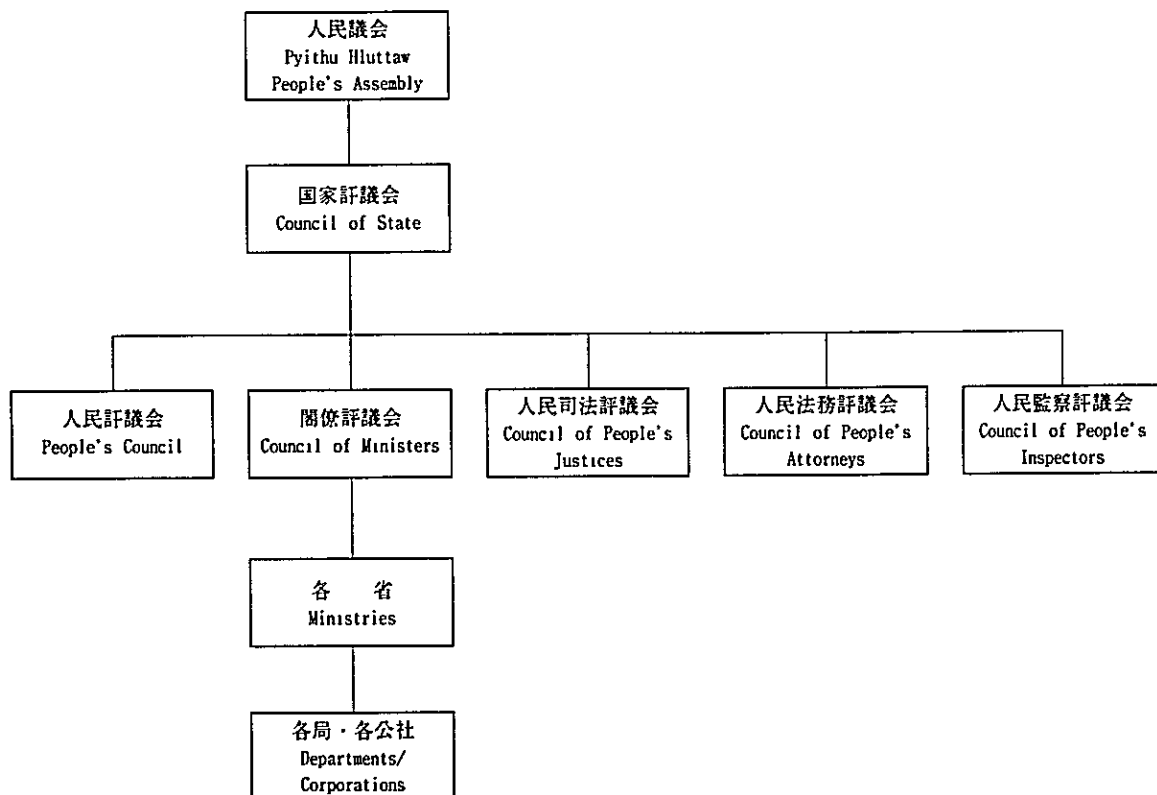 人民議会
Pyithu Hluttaw
People's Assembly
国家評議会
Council of State
人民評議会
People's Council
閣僚評議会
Council of Ministers
人民司法評議会
Council of People's
Justices
人民法務評議会
Council of People's
Attorneys
人民監察評議会
Council of People's
Inspectors
各 省
Ministries
各局・各公社
Departments/
Corporations